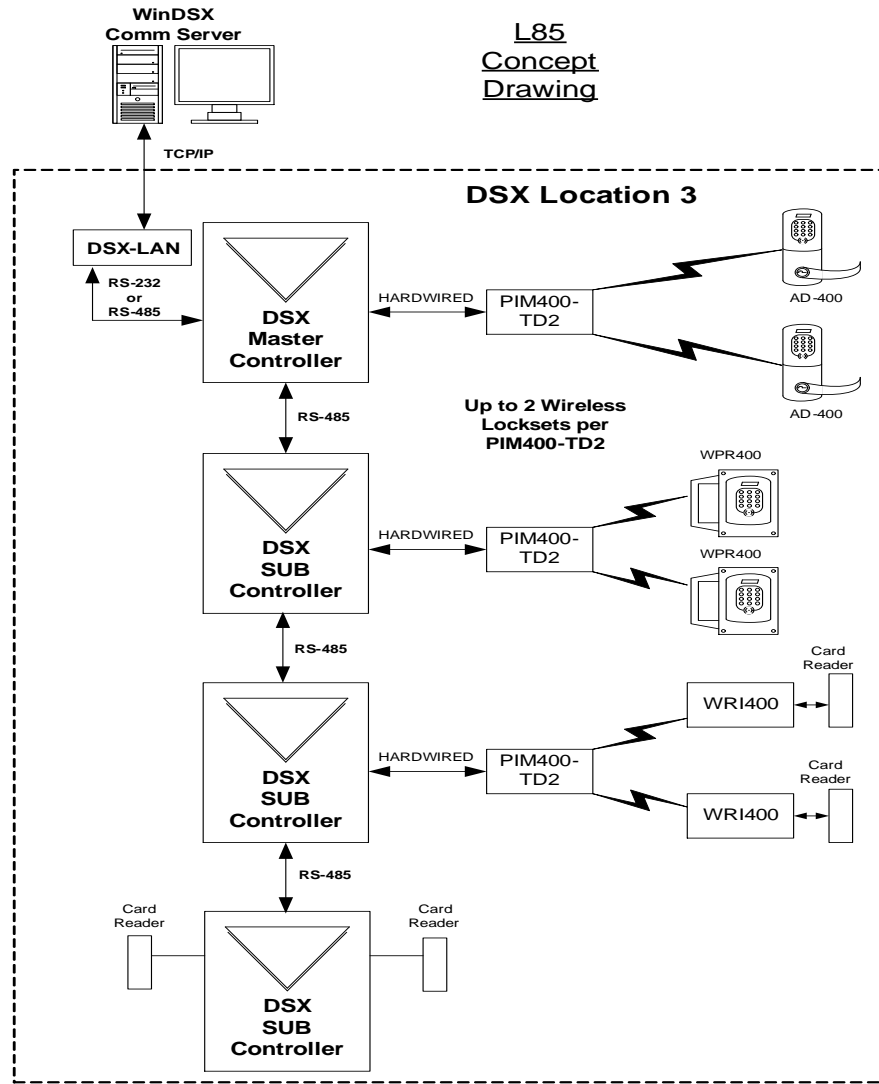 WinDSX
Comm Server
L85
Concept
Drawing
TCP/IP
DSX Location 3
DSX-LAN
RS-232
or
RS-485
DSX
Master
Controller
HARDWIRED
PIM400-
TD2
AD-400
AD-400
RS-485
Up to 2 Wireless
Locksets per
PIM400-TD2
DSX
SUB
Controller
HARDWIRED
PIM400-
TD2
WPR400
WPR400
RS-485
DSX
SUB
Controller
HARDWIRED
PIM400-
TD2
WRI400
Card
Reader
WRI400
Card
Reader
RS-485
Card
Reader
DSX
SUB
Controller
Card
Reader